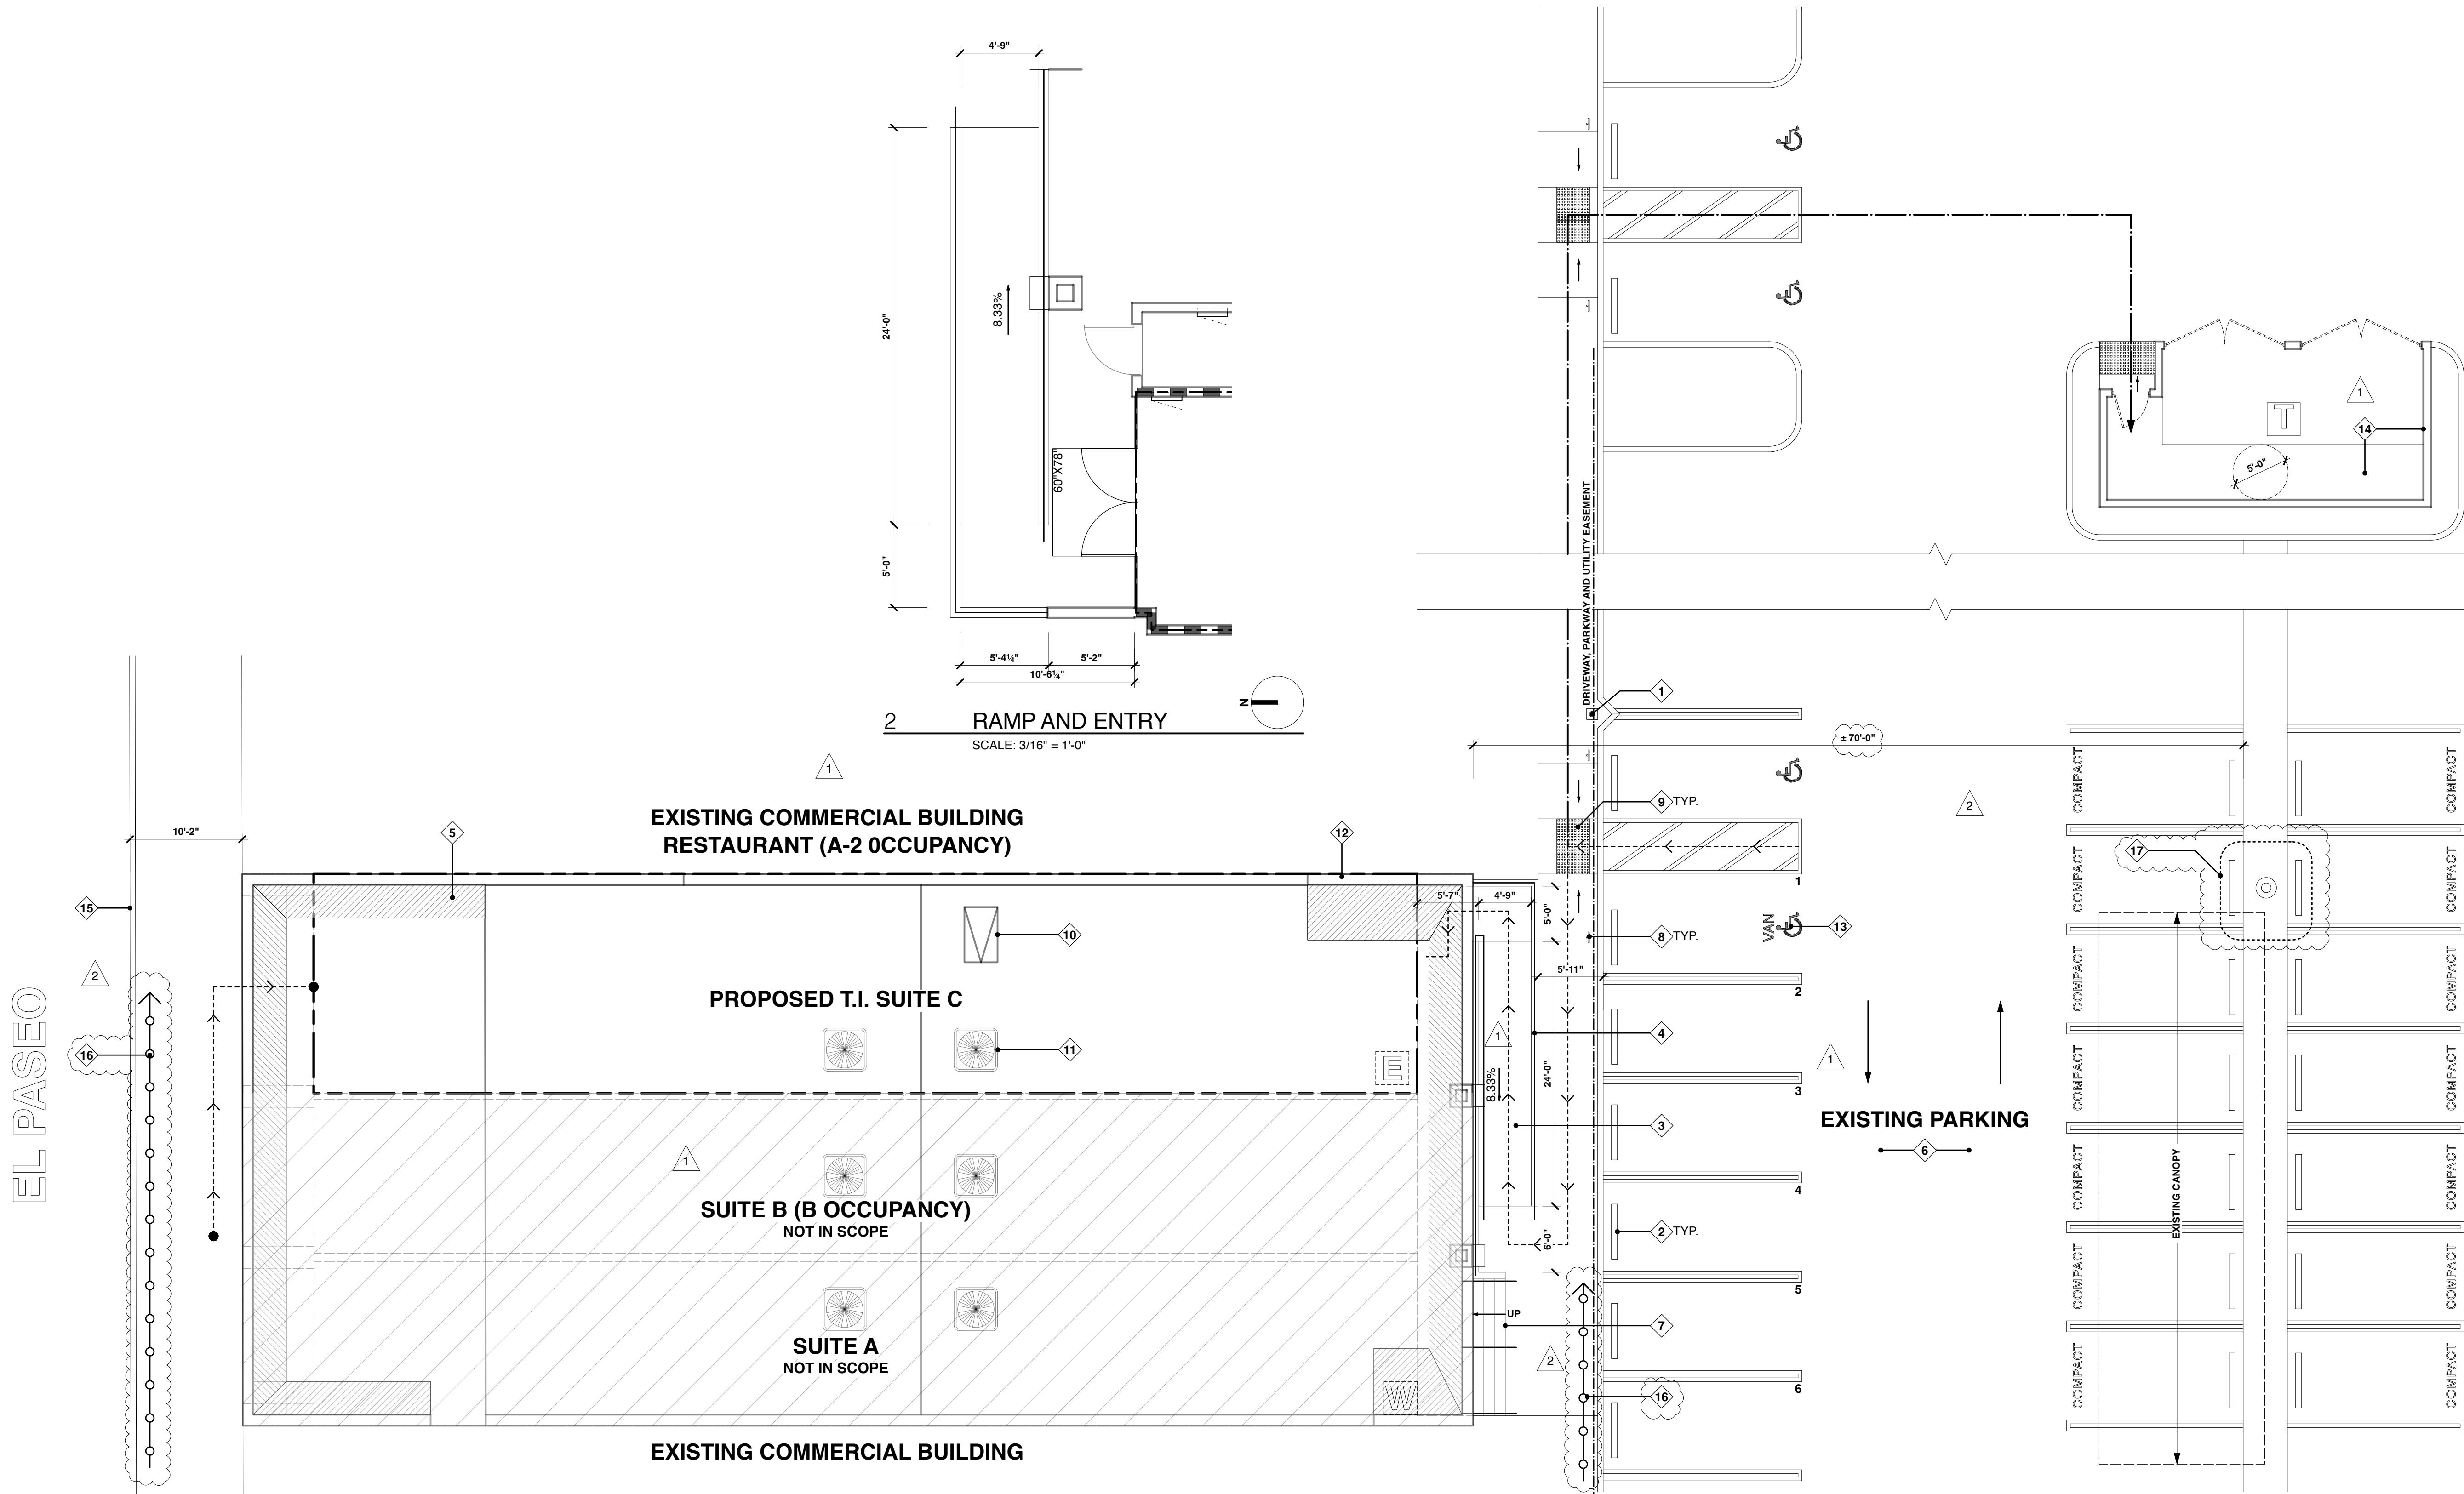 4'-9"
24'-0"
8.33%
60"X78"
5'-0"
5'-4¼"
5'-2"
10'-6¼"
N
2
RAMP AND ENTRY
SCALE: 3/16" = 1'-0"
1
EXISTING COMMERCIAL BUILDING
RESTAURANT (A-2 0CCUPANCY)
10'-2"
5
12
15
2
16
EL PASEO
10
PROPOSED T.I. SUITE C
11
E
1
SUITE B (B OCCUPANCY)
NOT IN SCOPE
SUITE A
NOT IN SCOPE
W
EXISTING COMMERCIAL BUILDING
5'-7"
4'-9"
5'-0"
5'-11"
1
8.33%
24'-0"
6'-0"
UP
2
DRIVEWAY, PARKWAY AND UTILITY EASEMENT
1
± 70'-0"
9 TYP.
8 TYP.
4
3
2 TYP.
7
16
1
VAN
13
2
3
4
5
6
1
2
EXISTING PARKING
6
1
T
14
5'-0"
17
EXISTING CANOPY
COMPACT
COMPACT
COMPACT
COMPACT
COMPACT
COMPACT
COMPACT
COMPACT
COMPACT
COMPACT
COMPACT
COMPACT
COMPACT
COMPACT